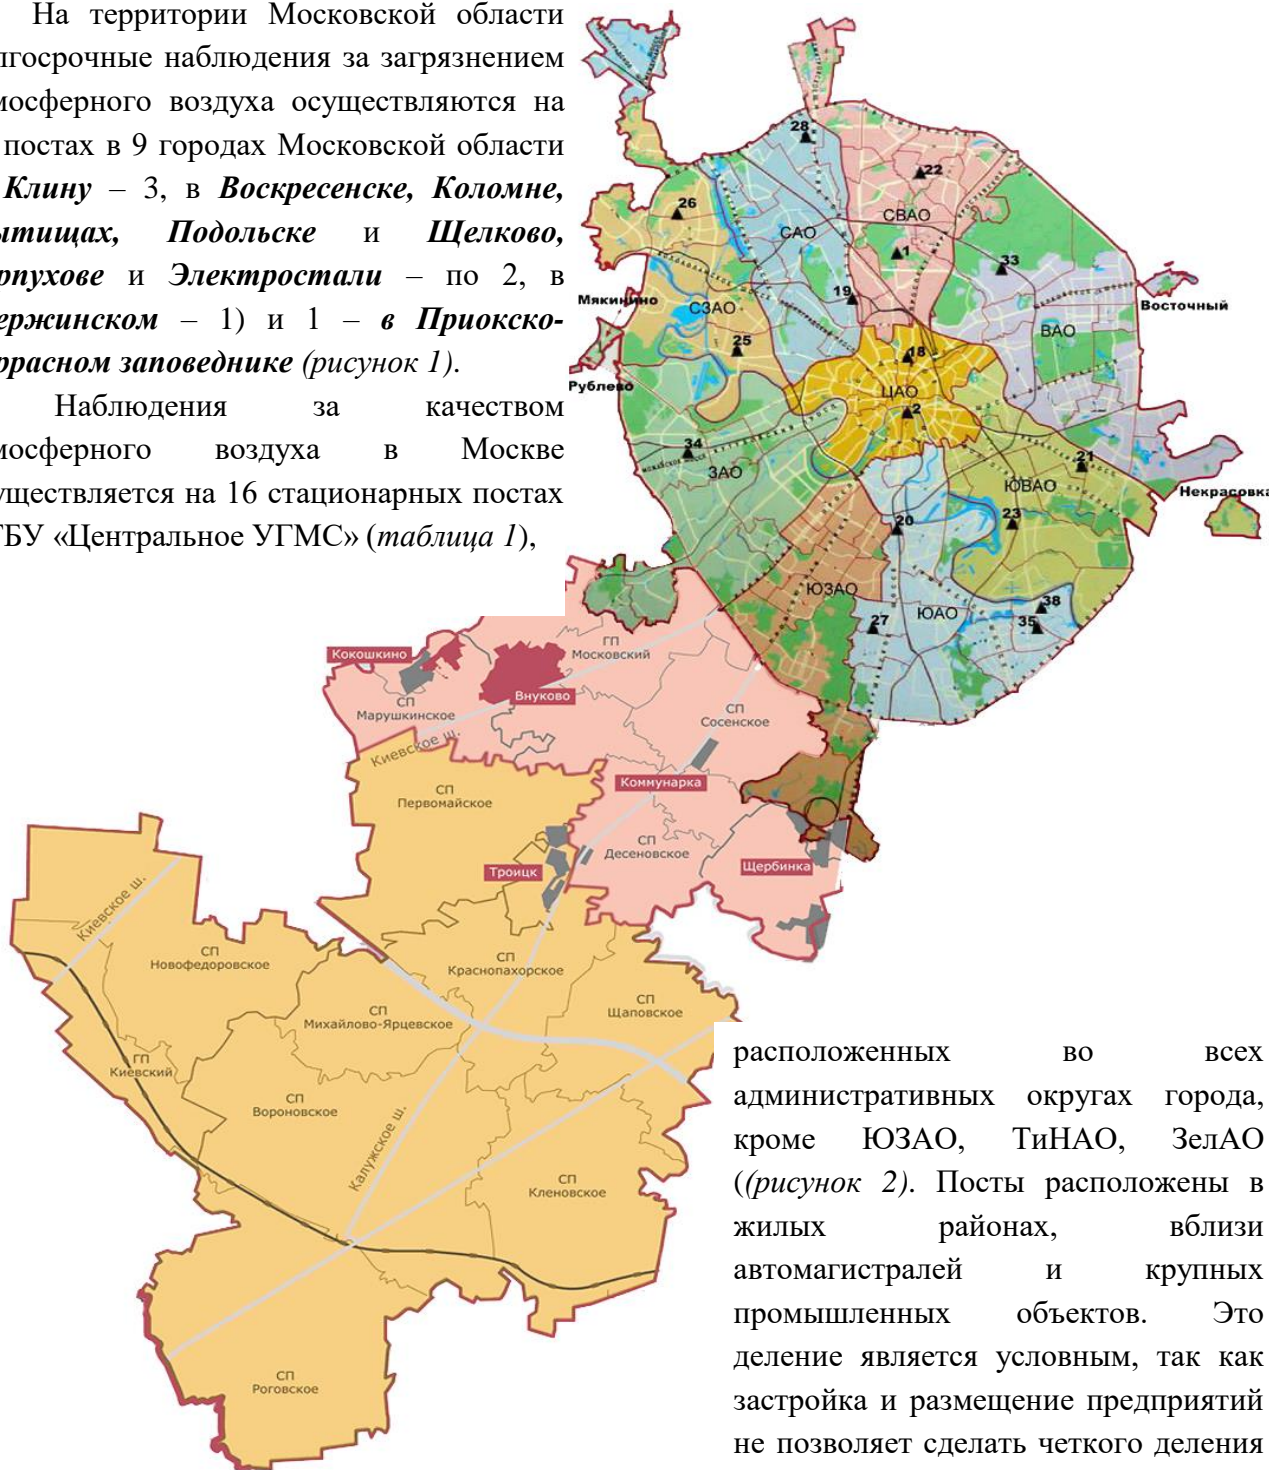 На территории Московской области
лгосрочные наблюдения за загрязнением
мосферного воздуха осуществляются на
постах в 9 городах Московской области
Клину – 3, в Воскресенске, Коломне,
ытищах, Подольске и Щелково,
рпухове и Электростали – по 2, в
ержинском – 1) и 1 – в Приокско-
ррасном заповеднике (рисунок 1).
Наблюдения за качеством
мосферного воздуха в Москве
уществляется на 16 стационарных постах
ГБУ «Центральное УГМС» (таблица 1),
28
22
26
СВАО
САО
1
33
19
Мякинино
Восточный
СЗАО
ВАО
25
18
Рублево
ЦАО
2
34
21
ЗАО
ЮВАО
Некрасовка
20
23
ЮЗАО
38
ЮАО
27
35
ГП
Московский
Кокошкино
Внуково
СП
Марушкинское
СП
Сосенское
Киевское ш.
Коммунарка
СП
Первомайское
СП
Десеновское
Троицк
Щербинка
Киевское ш.
СП
Новофедоровское
СП
Краснопахорское
СП
Щаповское
СП
Михайлово-Ярцевское
ГП
Киевский
СП
Вороновское
Калужское ш.
СП
Кленовское
СП
Роговское
расположенных во всех
административных округах города,
кроме ЮЗАО, ТиНАО, ЗелАО
((рисунок 2). Посты расположены в
жилых районах, вблизи
автомагистралей и крупных
промышленных объектов. Это
деление является условным, так как
застройка и размещение предприятий
не позволяет сделать четкого деления